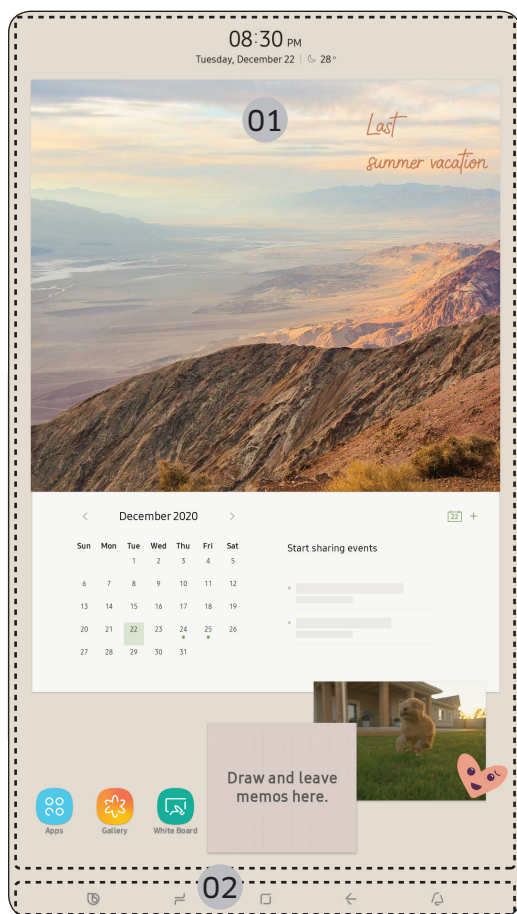 08:30 PM
Tuesday, December 22 | 28°
01
Last
summer vacation
< December 2020 >
22 +
Sun Mon Tue Wed Thu Fri Sat
1 2 3 4 5
6 7 8 9 10 11 12
13 14 15 16 17 18 19
20 21 22 23 24 25 26
27 28 29 30 31
Start sharing events
Draw and leave
memos here.
Apps
Gallery
White Board
02